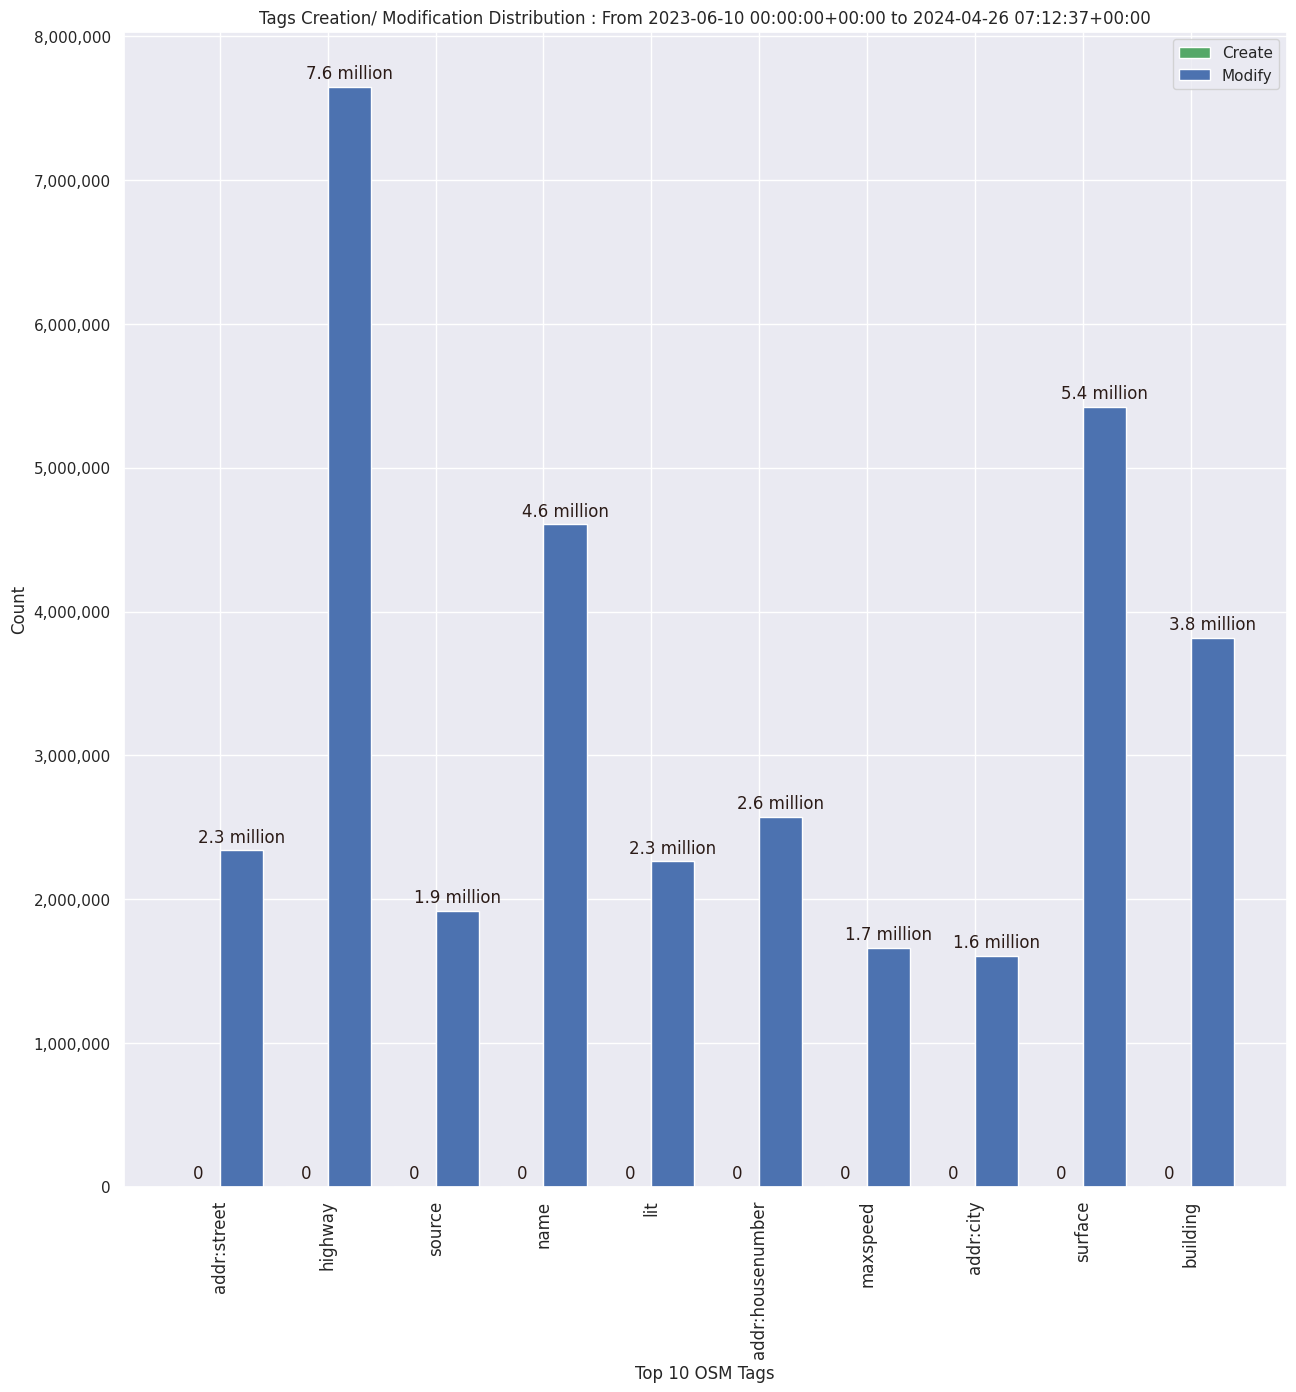 Tags Creation/ Modification Distribution : From 2023-06-10 00:00:00+00:00 to 2024-04-26 07:12:37+00:00
Create
Modify
8,000,000
7,000,000
6,000,000
5,000,000
4,000,000
3,000,000
2,000,000
1,000,000
0
Count
2.3 million
7.6 million
1.9 million
4.6 million
2.3 million
2.6 million
1.7 million
1.6 million
5.4 million
3.8 million
0
0
0
0
0
0
0
0
0
0
addr:street
highway
source
name
lit
addr:housenumber
maxspeed
addr:city
surface
building
Top 10 OSM Tags